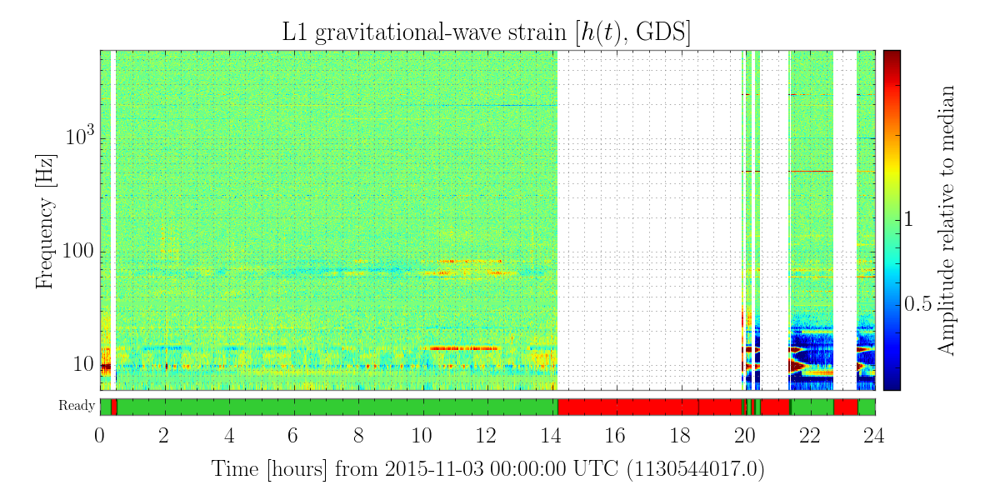 L1 gravitational-wave strain [h(t), GDS]
Frequency [Hz]
10³
100
10
Amplitude relative to median
1
0.5
Ready
0 2 4 6 8 10 12 14 16 18 20 22 24
Time [hours] from 2015-11-03 00:00:00 UTC (1130544017.0)